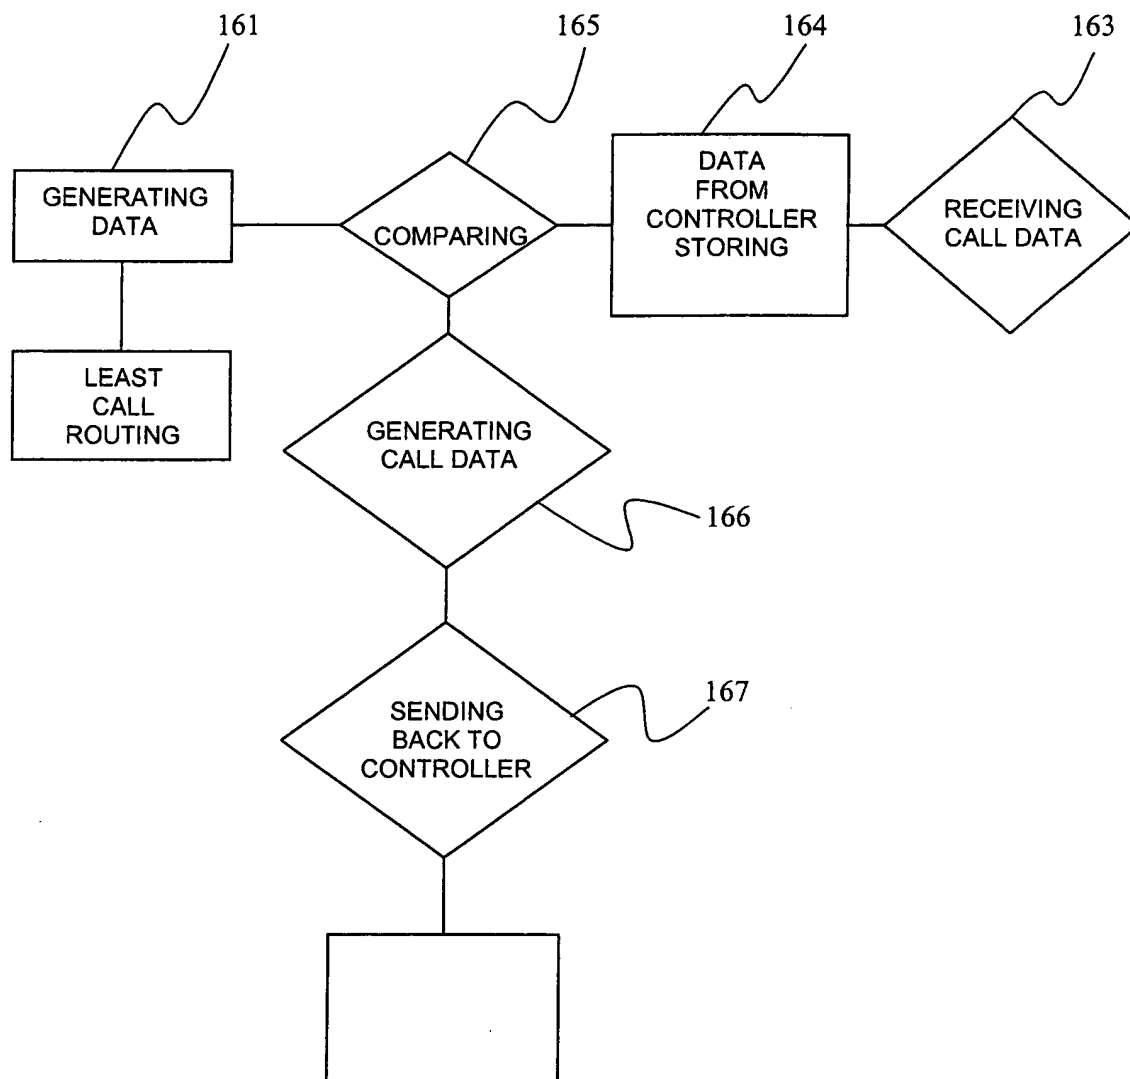 161
165
164
163
GENERATING
DATA
COMPARING
DATA
FROM
CONTROLLER
STORING
RECEIVING
CALL DATA
LEAST
CALL
ROUTING
GENERATING
CALL DATA
166
SENDING
BACK TO
CONTROLLER
167